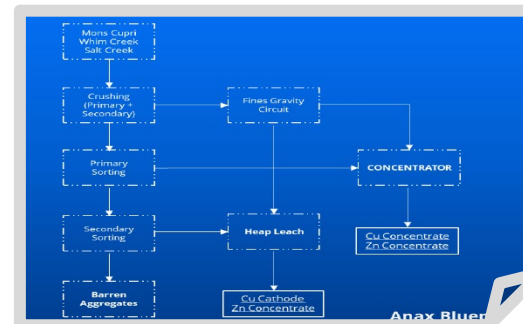 Mons Cupri
Whim Creek
Salt Creek
Crushing
(Primary +
Secondary)
Fines Gravity
Circuit
Primary
Sorting
CONCENTRATOR
Secondary
Sorting
Heap Leach
Cu Concentrate
Zn Concentrate
Barren
Aggregates
Cu Cathode
Zn Concentrate
Anax